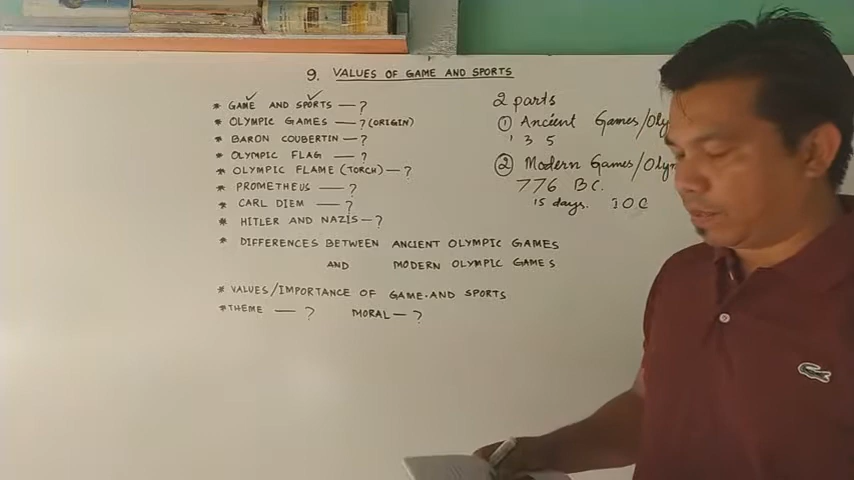 9. VALUES OF GAME AND SPORTS
* GAME AND SPORTS — ?
* OLYMPIC GAMES — ? (ORIGIN)
* BARON COUBERTIN — ?
* OLYMPIC FLAG — ?
* OLYMPIC FLAME (TORCH) — ?
* PROMETHEUS — ?
* CARL DIEM — ?
* HITLER AND NAZIS — ?
* DIFFERENCES BETWEEN ANCIENT OLYMPIC GAMES
AND MODERN OLYMPIC GAMES
* VALUES/IMPORTANCE OF GAME AND SPORTS
* THEME — ? MORAL — ?
2 parts
① Ancient Games/Oly
1 3 5
② Modern Games/Oly
776 BC.
15 days. IOC